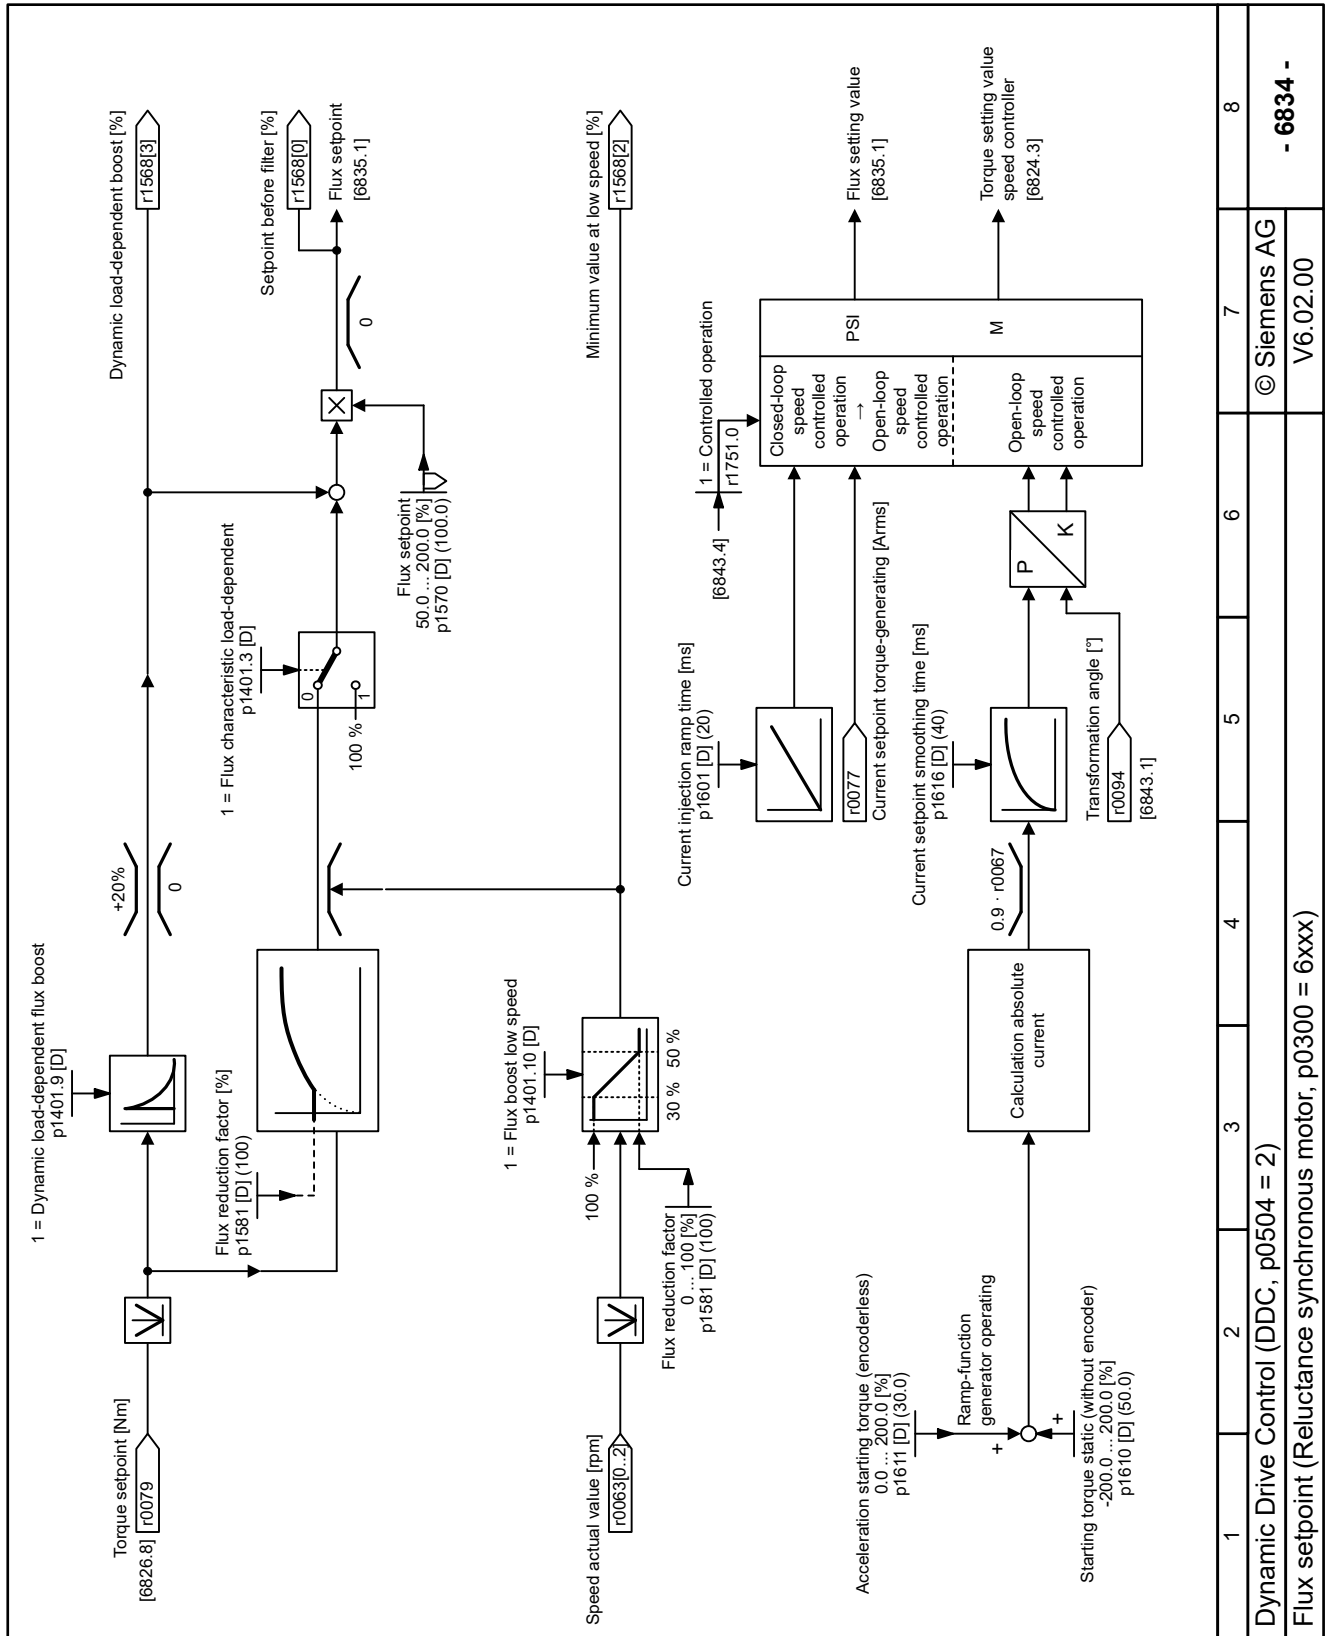 1 = Dynamic load-dependent flux boost
p1401.9 [D]
Torque setpoint [Nm]
[6826.8]
r0079
+20%
0
Dynamic load-dependent boost [%]
r1568[3]
Flux reduction factor [%]
p1581 [D] (100)
1 = Flux characteristic load-dependent
p1401.3 [D]
0
1
100 %
Flux setpoint
50.0 ... 200.0 [%]
p1570 [D] (100.0)
0
Setpoint before filter [%]
r1568[0]
Flux setpoint
[6835.1]
1 = Flux boost low speed
p1401.10 [D]
Speed actual value [rpm]
r0063[0..2]
100 %
30 %
50 %
Flux reduction factor
0 ... 100 [%]
p1581 [D] (100)
Minimum value at low speed [%]
r1568[2]
Current injection ramp time [ms]
p1601 [D] (20)
r0077
Current setpoint torque-generating [Arms]
[6843.4]
1 = Controlled operation
r1751.0
Closed-loop
speed
controlled
operation
→
Open-loop
speed
controlled
operation
PSI
Flux setting value
[6835.1]
Open-loop
speed
controlled
operation
M
Torque setting value
speed controller
[6824.3]
Acceleration starting torque (encoderless)
0.0 ... 200.0 [%]
p1611 [D] (30.0)
Ramp-function
generator operating
+
+
Starting torque static (without encoder)
-200.0 ... 200.0 [%]
p1610 [D] (50.0)
Calculation absolute
current
0.9 · r0067
Current setpoint smoothing time [ms]
p1616 [D] (40)
Transformation angle [°]
r0094
[6843.1]
P
K
1
2
3
4
5
6
7
8
Dynamic Drive Control (DDC, p0504 = 2)
© Siemens AG
- 6834 -
Flux setpoint (Reluctance synchronous motor, p0300 = 6xxx)
V6.02.00